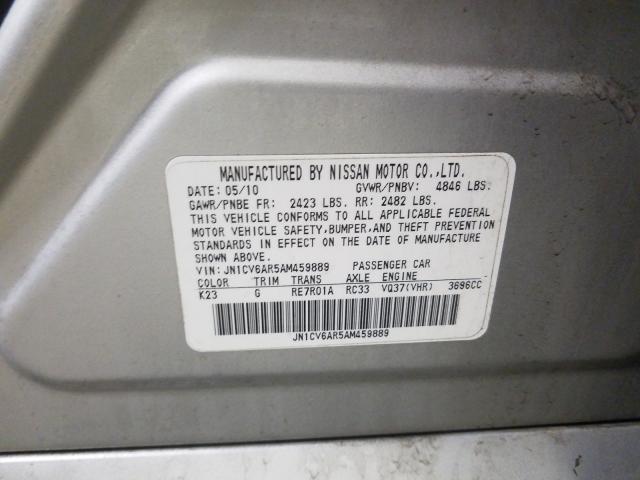 MANUFACTURED BY NISSAN MOTOR CO.,LTD.
DATE: 05/10 GVWR/PNBV: 4846 LBS.
GAWR/PNBE FR: 2423 LBS. RR: 2482 LBS.
THIS VEHICLE CONFORMS TO ALL APPLICABLE FEDERAL
MOTOR VEHICLE SAFETY,BUMPER,AND THEFT PREVENTION
STANDARDS IN EFFECT ON THE DATE OF MANUFACTURE
SHOWN ABOVE.
VIN: JN1CV6AR5AM459889 PASSENGER CAR
COLOR TRIM TRANS AXLE ENGINE
K23 G RE7R01A RC33 VQ37(VHR) 3696CC
JN1CV6AR5AM459889